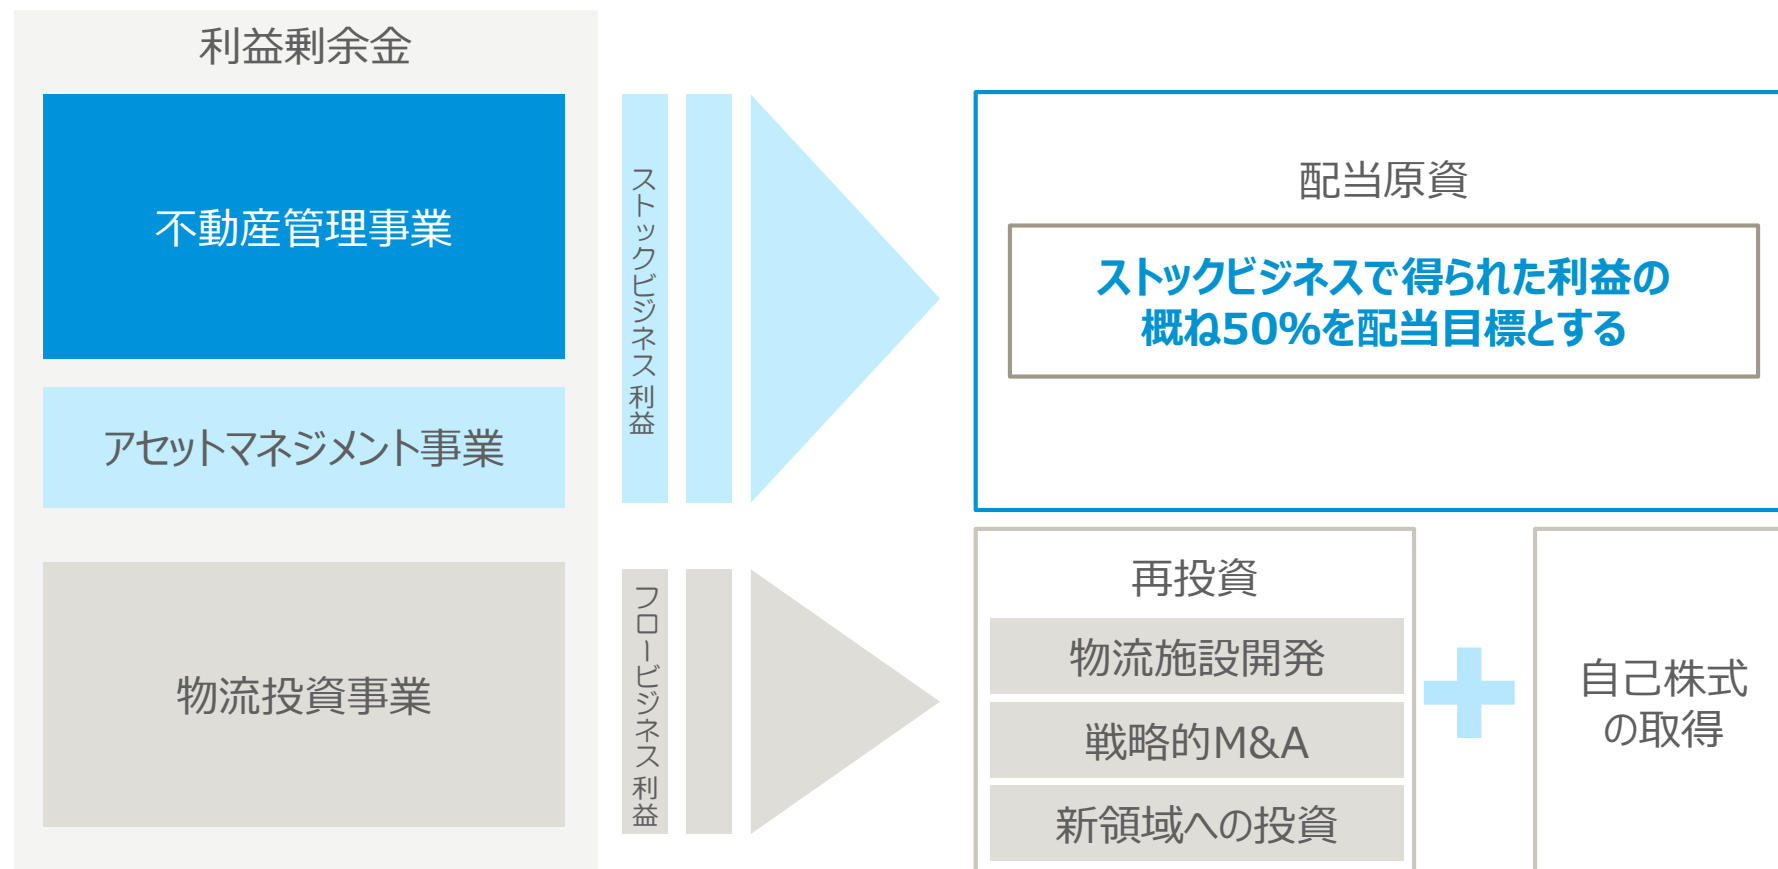 利益剰余金
不動産管理事業
アセットマネジメント事業
物流投資事業
ストックビジネス利益
フロービジネス利益
配当原資
ストックビジネスで得られた利益の
概ね50%を配当目標とする
再投資
物流施設開発
戦略的M&A
新領域への投資
自己株式
の取得